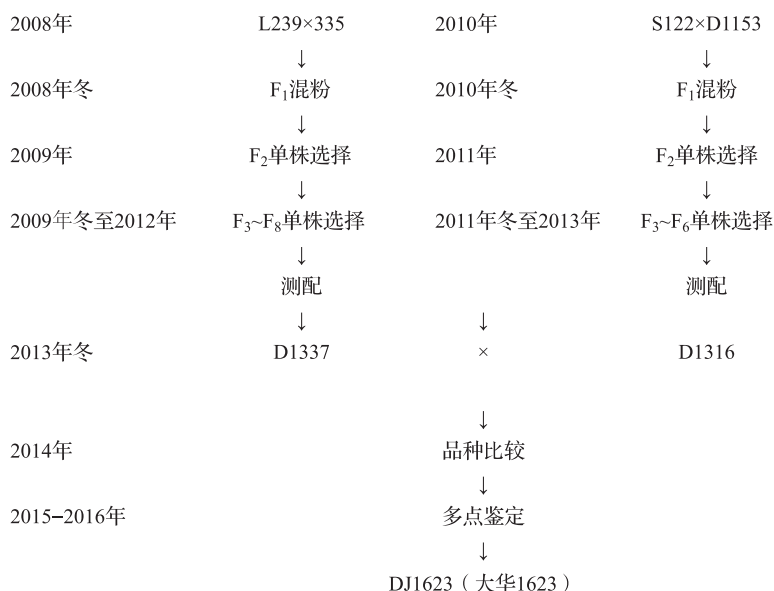 2008年 L239×335 2010年 S122×D1153
↓ ↓
2008年冬 F₁混粉 2010年冬 F₁混粉
↓ ↓
2009年 F₂单株选择 2011年 F₂单株选择
↓ ↓
2009年冬至2012年 F₃~F₈单株选择 2011年冬至2013年 F₃~F₆单株选择
↓ ↓
测配 测配
↓ ↓
2013年冬 D1337 × D1316
↓
2014年 品种比较
↓
2015–2016年 多点鉴定
↓
DJ1623（大华1623）